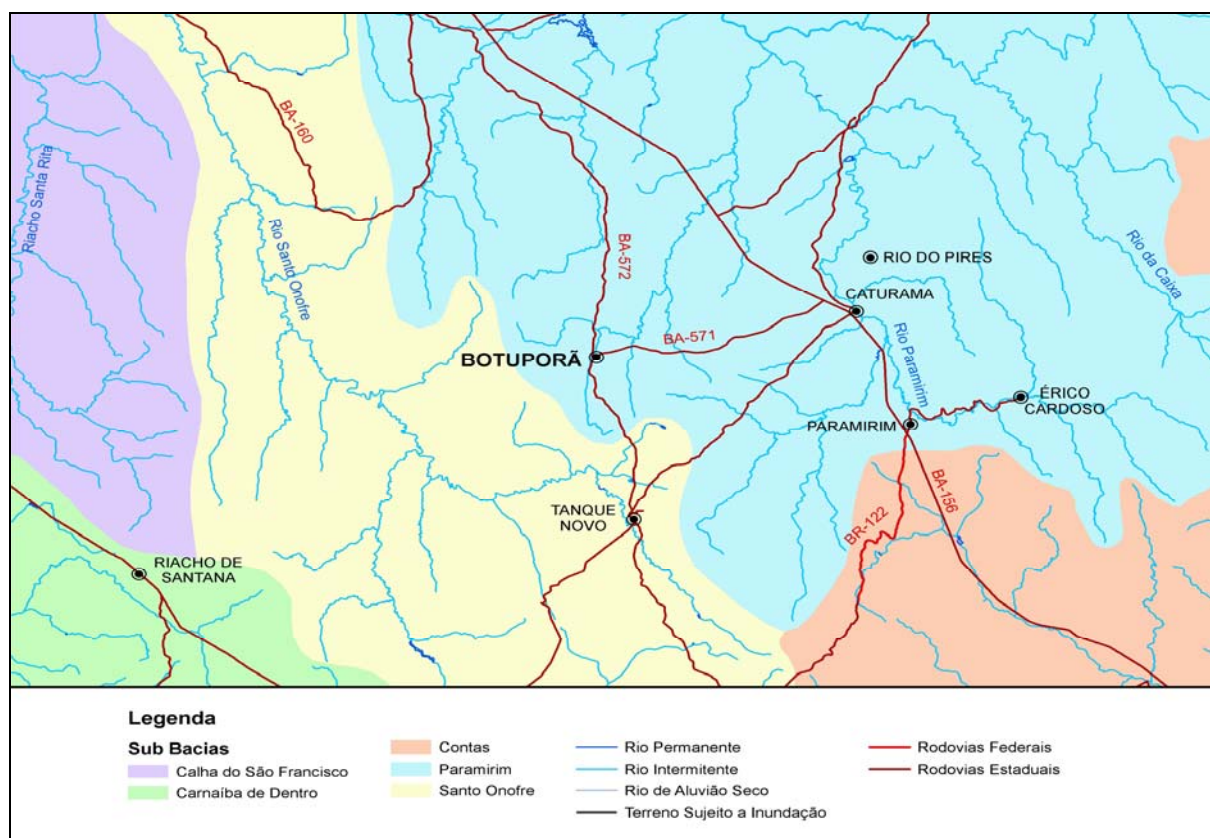 BA-160
Riacho Santa Rita
Rio Santo Onofre
BA-572
RIO DO PIRES
Rio da Caixa
CATURAMA
BA-571
BOTUPORÃ
Rio Paramirim
ÉRICO
CARDOSO
PARAMIRIM
BA-156
BR-122
TANQUE
NOVO
RIACHO DE
SANTANA
Legenda
Sub Bacias
Calha do São Francisco
Carnaíba de Dentro
Contas
Paramirim
Santo Onofre
Rio Permanente
Rio Intermitente
Rio de Aluvião Seco
Terreno Sujeito a Inundação
Rodovias Federais
Rodovias Estaduais